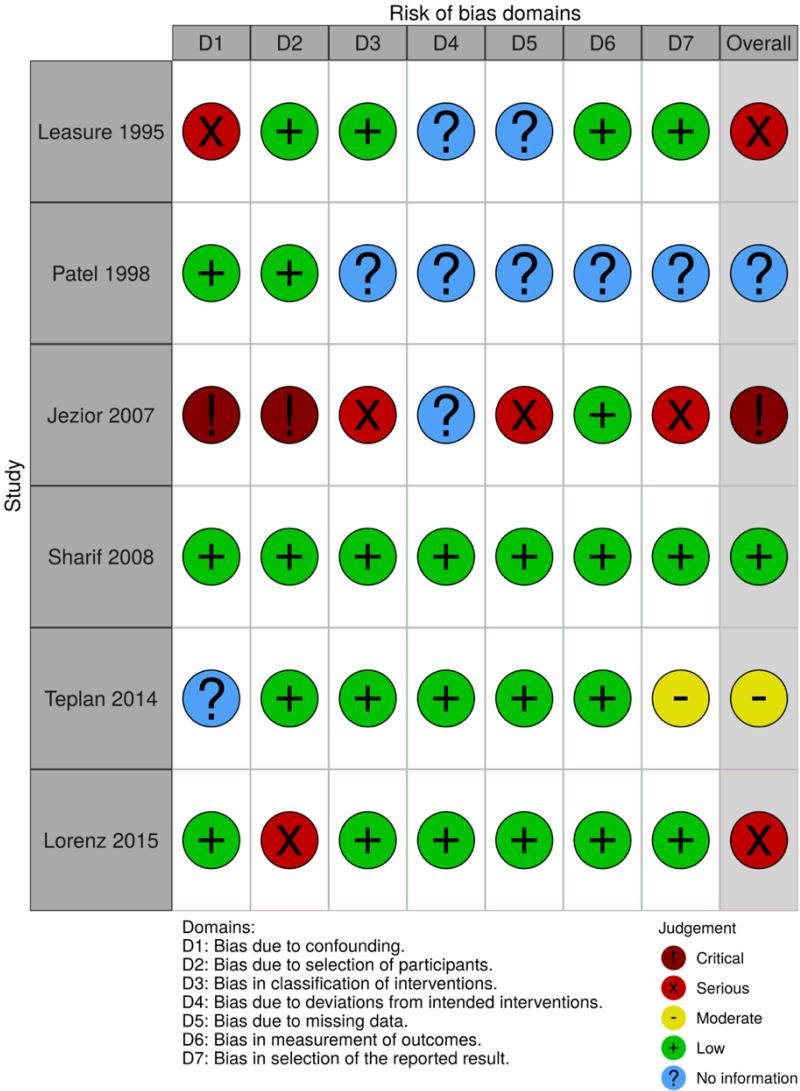 Risk of bias domains
D1 D2 D3 D4 D5 D6 D7 Overall
Study
Leasure 1995 X + + ? ? + + X
Patel 1998 + + ? ? ? ? ? ?
Jezior 2007 ! ! X ? X + X !
Sharif 2008 + + + + + + + +
Teplan 2014 ? + + + + + - -
Lorenz 2015 + X + + + + + X
Domains:
D1: Bias due to confounding.
D2: Bias due to selection of participants.
D3: Bias in classification of interventions.
D4: Bias due to deviations from intended interventions.
D5: Bias due to missing data.
D6: Bias in measurement of outcomes.
D7: Bias in selection of the reported result.
Judgement
! Critical
X Serious
- Moderate
+ Low
? No information